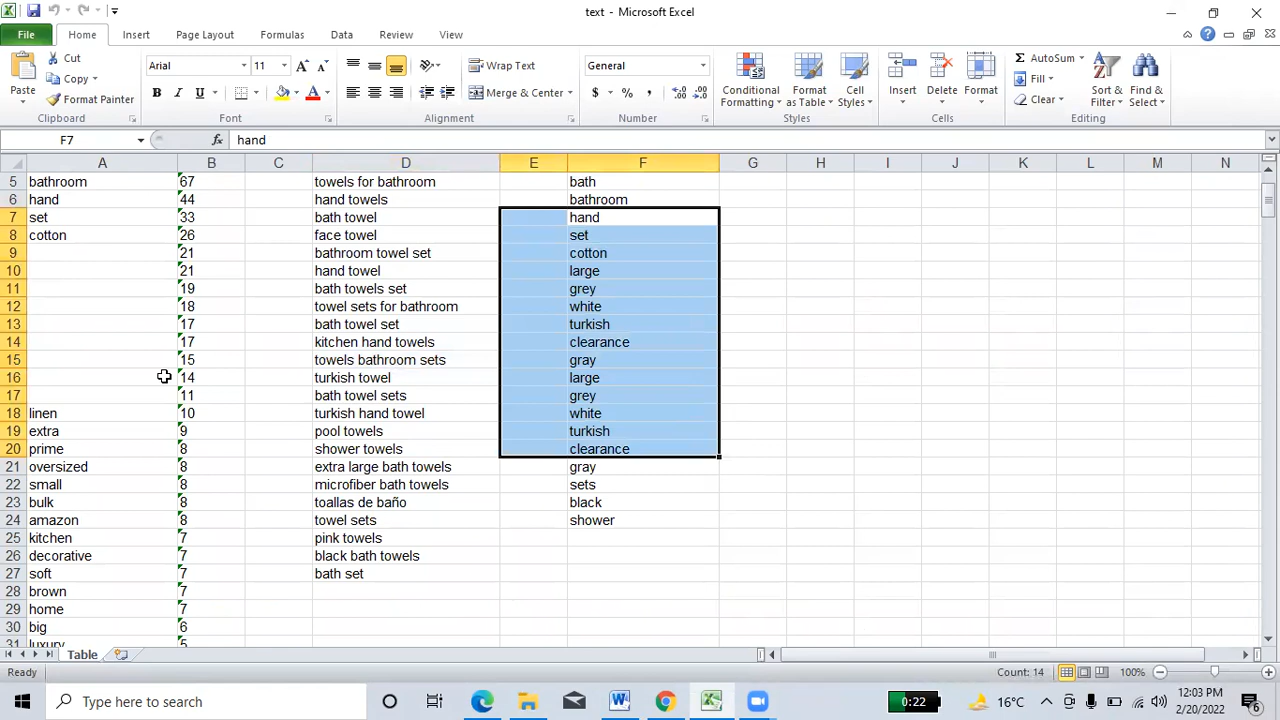 text - Microsoft Excel
File Home Insert Page Layout Formulas Data Review View
Paste
Cut
Copy
Format Painter
Clipboard
Arial 11
B I U
Font
Wrap Text
Merge & Center
Alignment
General
$ % ,
Number
Conditional Formatting
Format as Table
Cell Styles
Styles
Insert Delete Format
Cells
AutoSum
Fill
Clear
Sort & Filter
Find & Select
Editing
F7 fx hand
A B C D E F G H I J K L M N
5 bathroom 67 towels for bathroom bath
6 hand 44 hand towels bathroom
7 set 33 bath towel hand
8 cotton 26 face towel set
9 21 bathroom towel set cotton
10 21 hand towel large
11 19 bath towels set grey
12 18 towel sets for bathroom white
13 17 bath towel set turkish
14 17 kitchen hand towels clearance
15 15 towels bathroom sets gray
16 14 turkish towel large
17 11 bath towel sets grey
18 linen 10 turkish hand towel white
19 extra 9 pool towels turkish
20 prime 8 shower towels clearance
21 oversized 8 extra large bath towels gray
22 small 8 microfiber bath towels sets
23 bulk 8 toallas de baño black
24 amazon 8 towel sets shower
25 kitchen 7 pink towels
26 decorative 7 black bath towels
27 soft 7 bath set
28 brown 7
29 home 7
30 big 6
31 luxury 5
Table
Ready Count: 14 100%
Type here to search 0:22 16°C 12:03 PM
2/20/2022 6